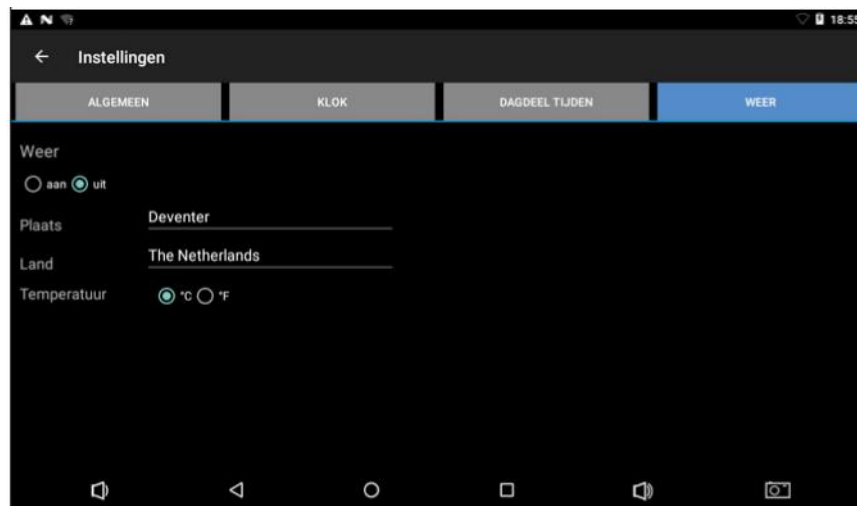 18:55
Instellingen
ALGEMEEN KLOK DAGDEEL TIJDEN WEER
Weer
aan uit
Plaats Deventer
Land The Netherlands
Temperatuur °C °F